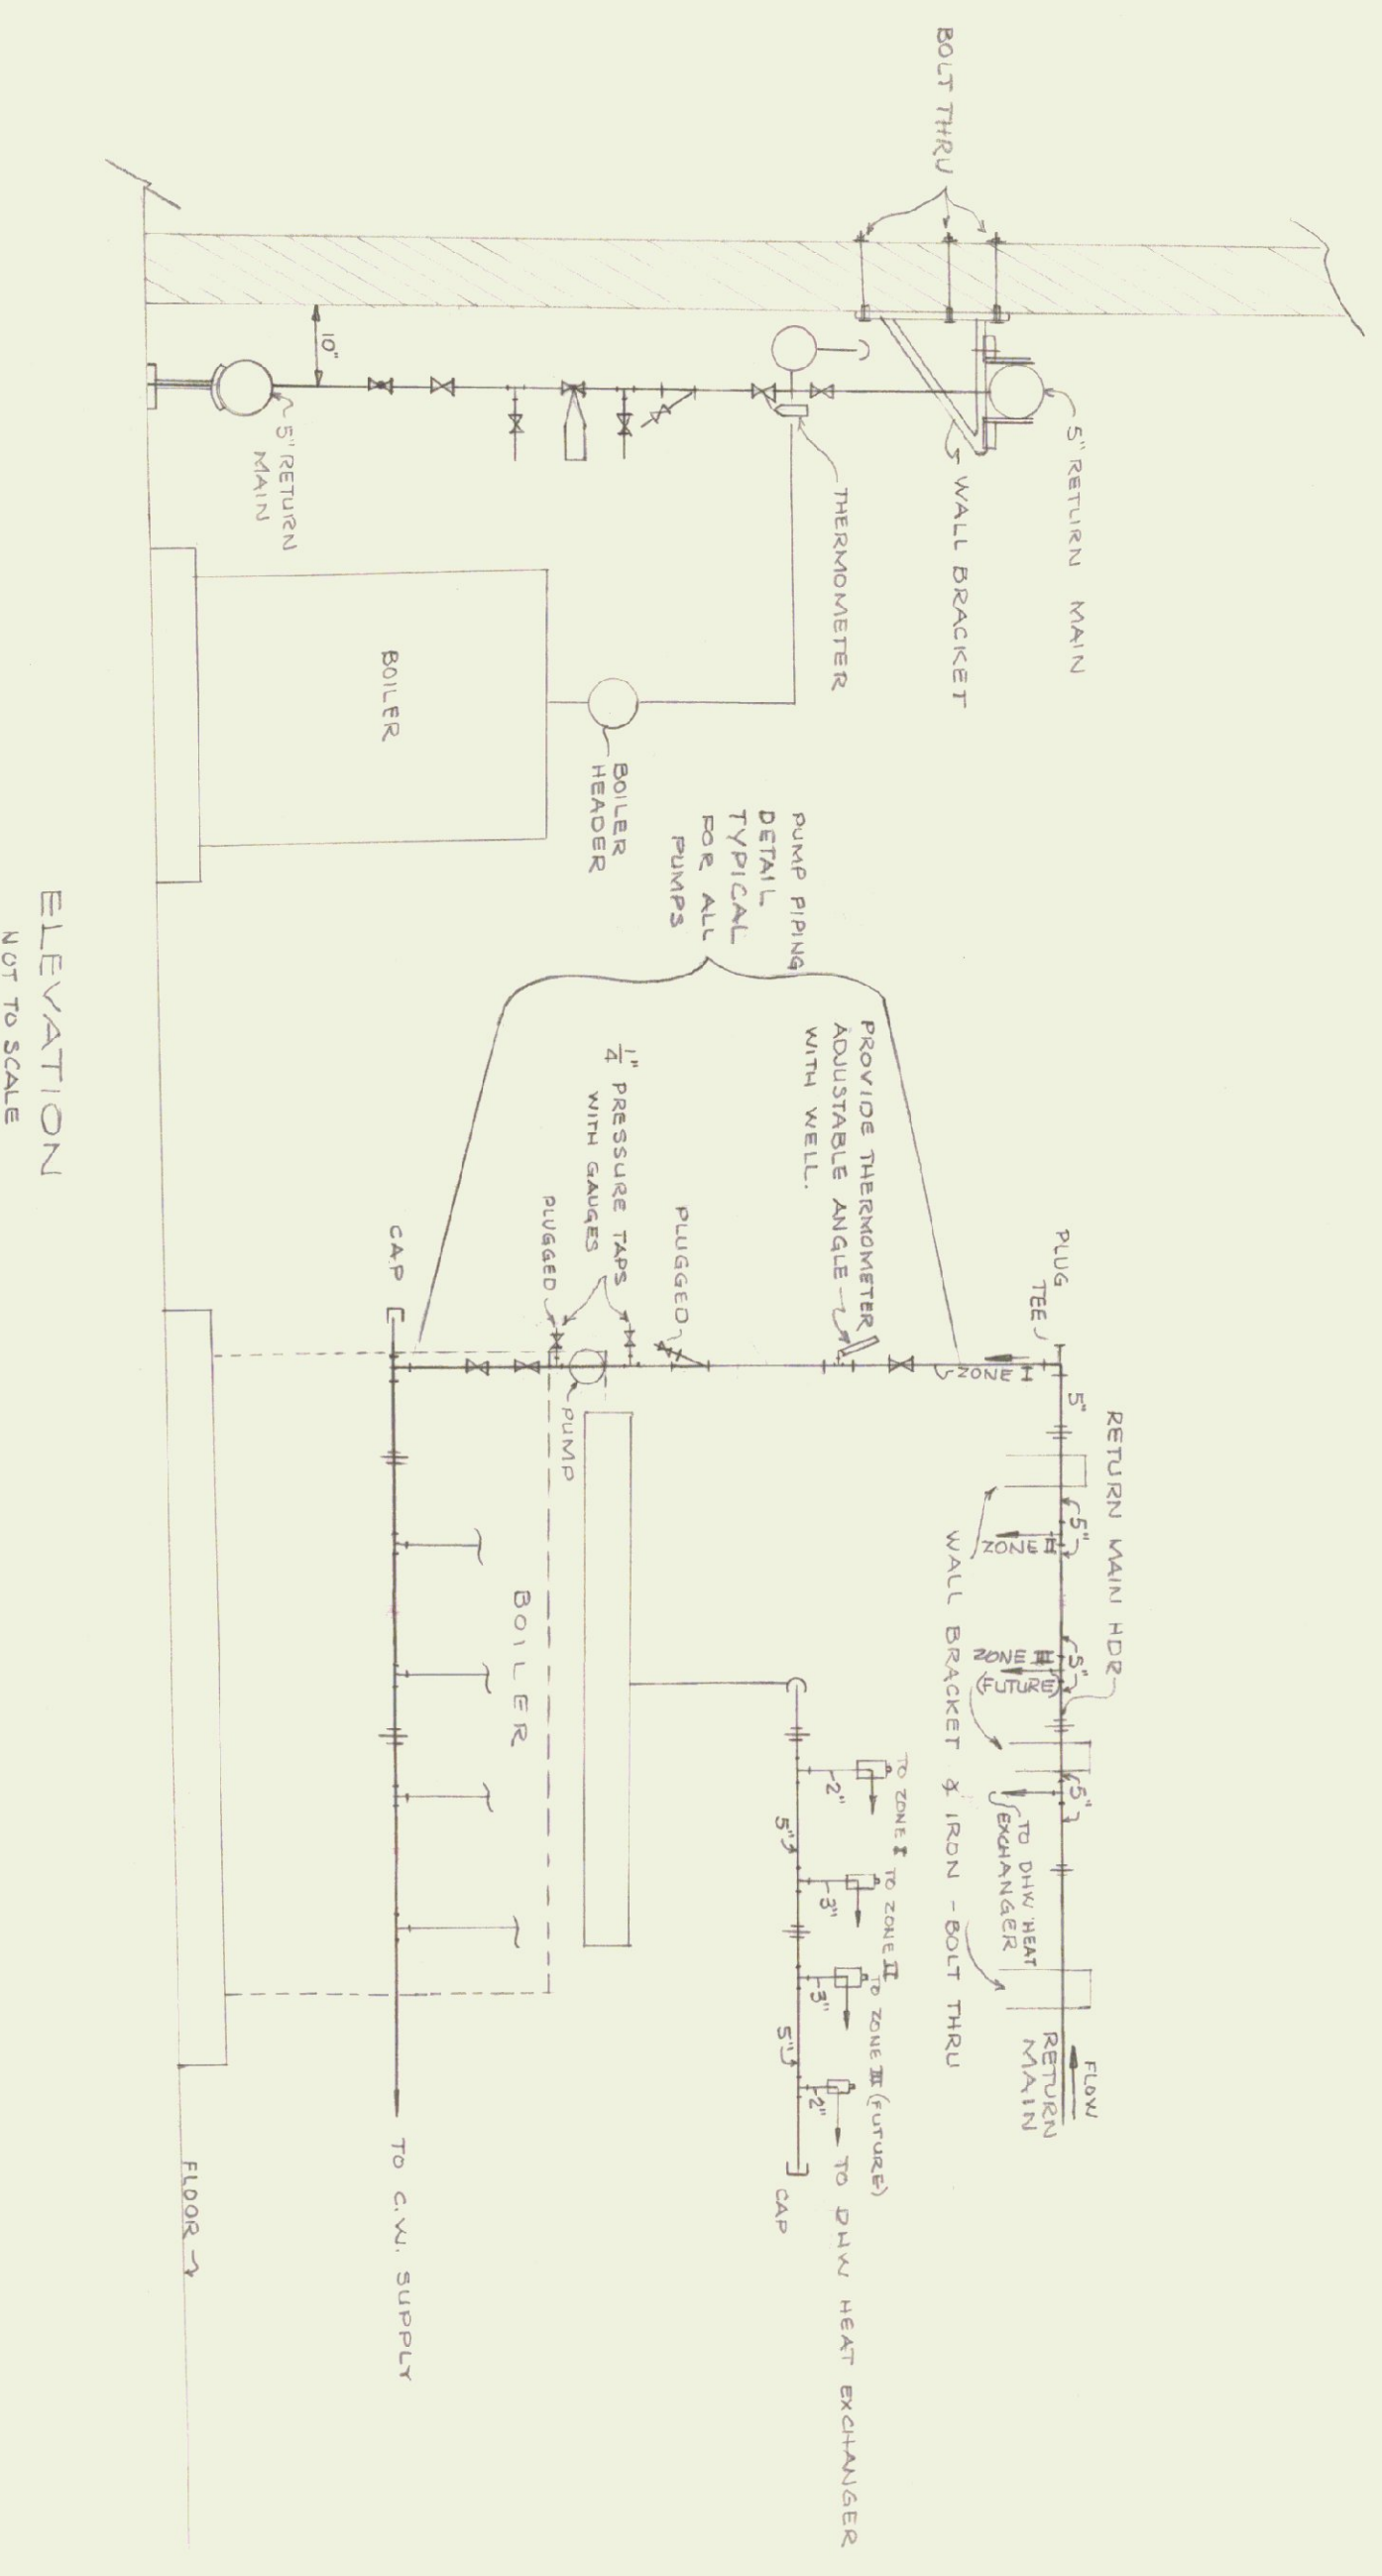 BOLT THRU
5" RETURN MAIN
WALL BRACKET
THERMOMETER
10"
5" RETURN
MAIN
BOILER
BOILER
HEADER
PUMP PIPING
DETAIL
TYPICAL
FOR ALL
PUMPS
PROVIDE THERMOMETER
ADJUSTABLE ANGLE
WITH WELL.
1/4" PRESSURE TAPS
WITH GAUGES
PLUGGED
PLUGGED
PUMP
CAP
PLUG
TEE
ZONE I
5"
RETURN MAIN HDR
5"
ZONE II
5"
ZONE III
(FUTURE)
5"
TO DHW HEAT
EXCHANGER
WALL BRACKET & IRON - BOLT THRU
FLOW
RETURN
MAIN
TO ZONE I
TO ZONE II
TO ZONE III (FUTURE)
TO DHW HEAT EXCHANGER
2"
3"
3"
2"
5"
5"
CAP
BOILER
TO C.W. SUPPLY
FLOOR
ELEVATION
NOT TO SCALE